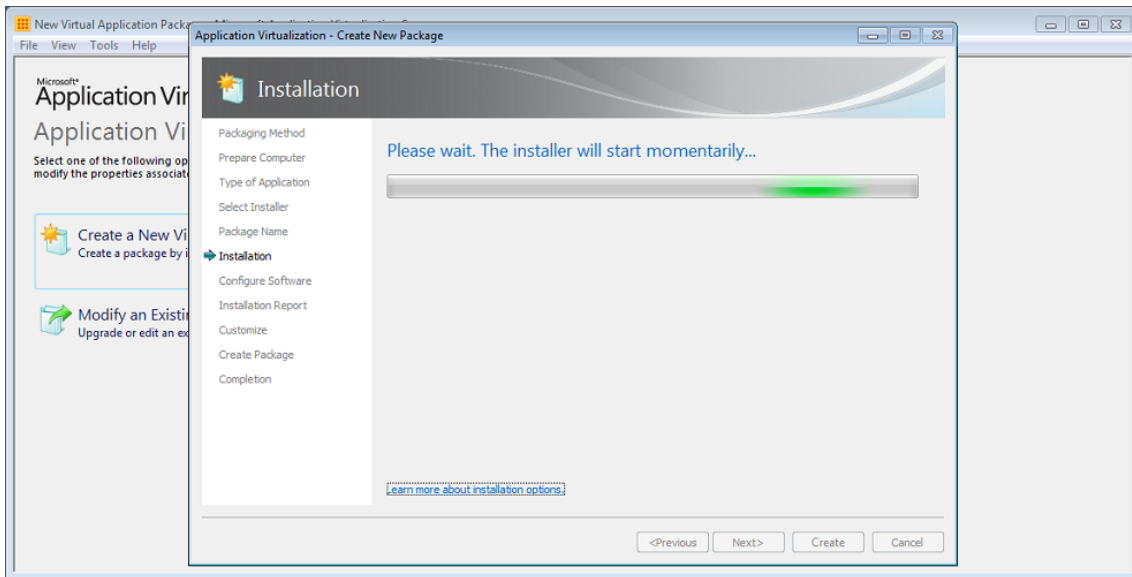 New Virtual Application Packa
File View Tools Help
Microsoft*
Application Vir
Application Vi
Select one of the following op
modify the properties associat
Create a New Vi
Create a package by i
Modify an Existi
Upgrade or edit an ex
Application Virtualization - Create New Package
Installation
Packaging Method
Prepare Computer
Type of Application
Select Installer
Package Name
Installation
Configure Software
Installation Report
Customize
Create Package
Completion
Please wait. The installer will start momentarily...
Learn more about installation options.
<Previous Next> Create Cancel